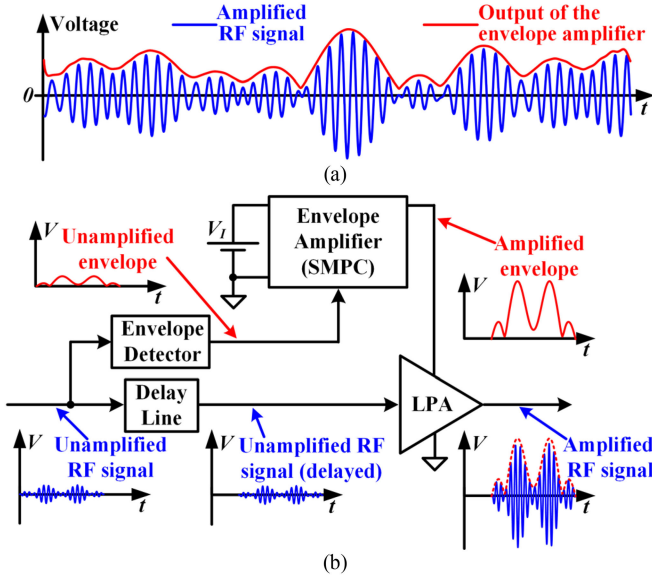 Voltage
Amplified
RF signal
Output of the
envelope amplifier
0
t
(a)
V
Unamplified
envelope
t
V_I
Envelope
Amplifier
(SMPC)
Amplified
envelope
V
t
Envelope
Detector
Delay
Line
LPA
Unamplified
RF signal
V
t
Unamplified RF
signal (delayed)
V
t
Amplified
RF signal
V
t
(b)